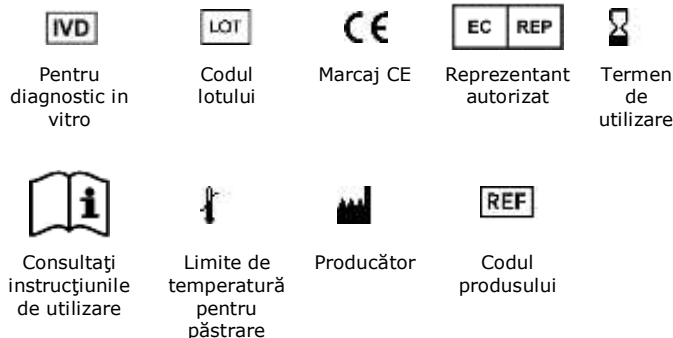 IVD LOT CE EC REP
Pentru Codul Marcaj CE Reprezentant Termen
diagnostic in lotului autorizat de
vitro utilizare
i REF
Consultaţi Limite de Producător Codul
instrucţiunile temperatură produsului
de utilizare pentru
păstrare